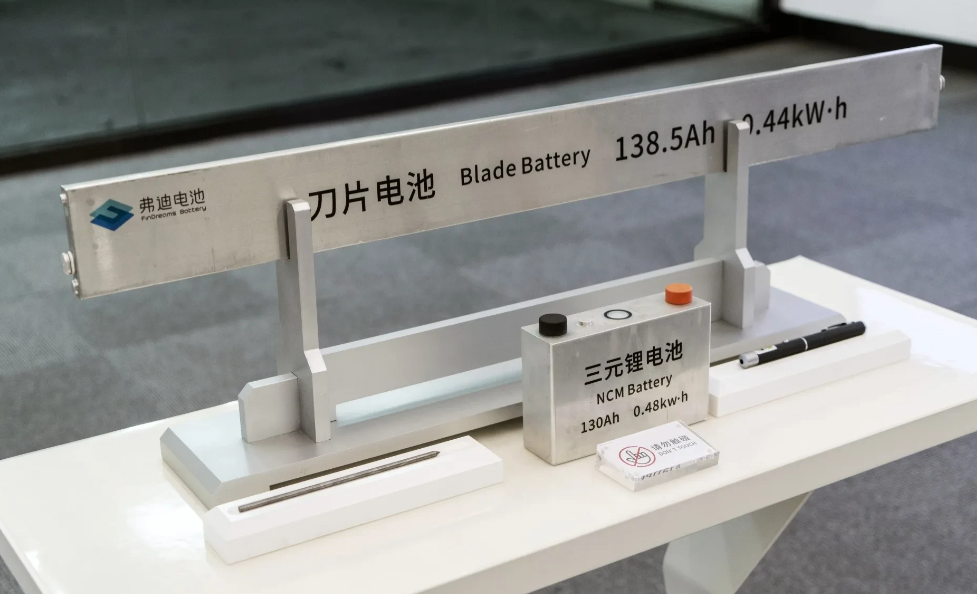 弗迪电池
FinDreams Battery
刀片电池 Blade Battery 138.5Ah 0.44kW·h
三元锂电池
NCM Battery
130Ah 0.48kw·h
请勿触碰
DON'T TOUCH